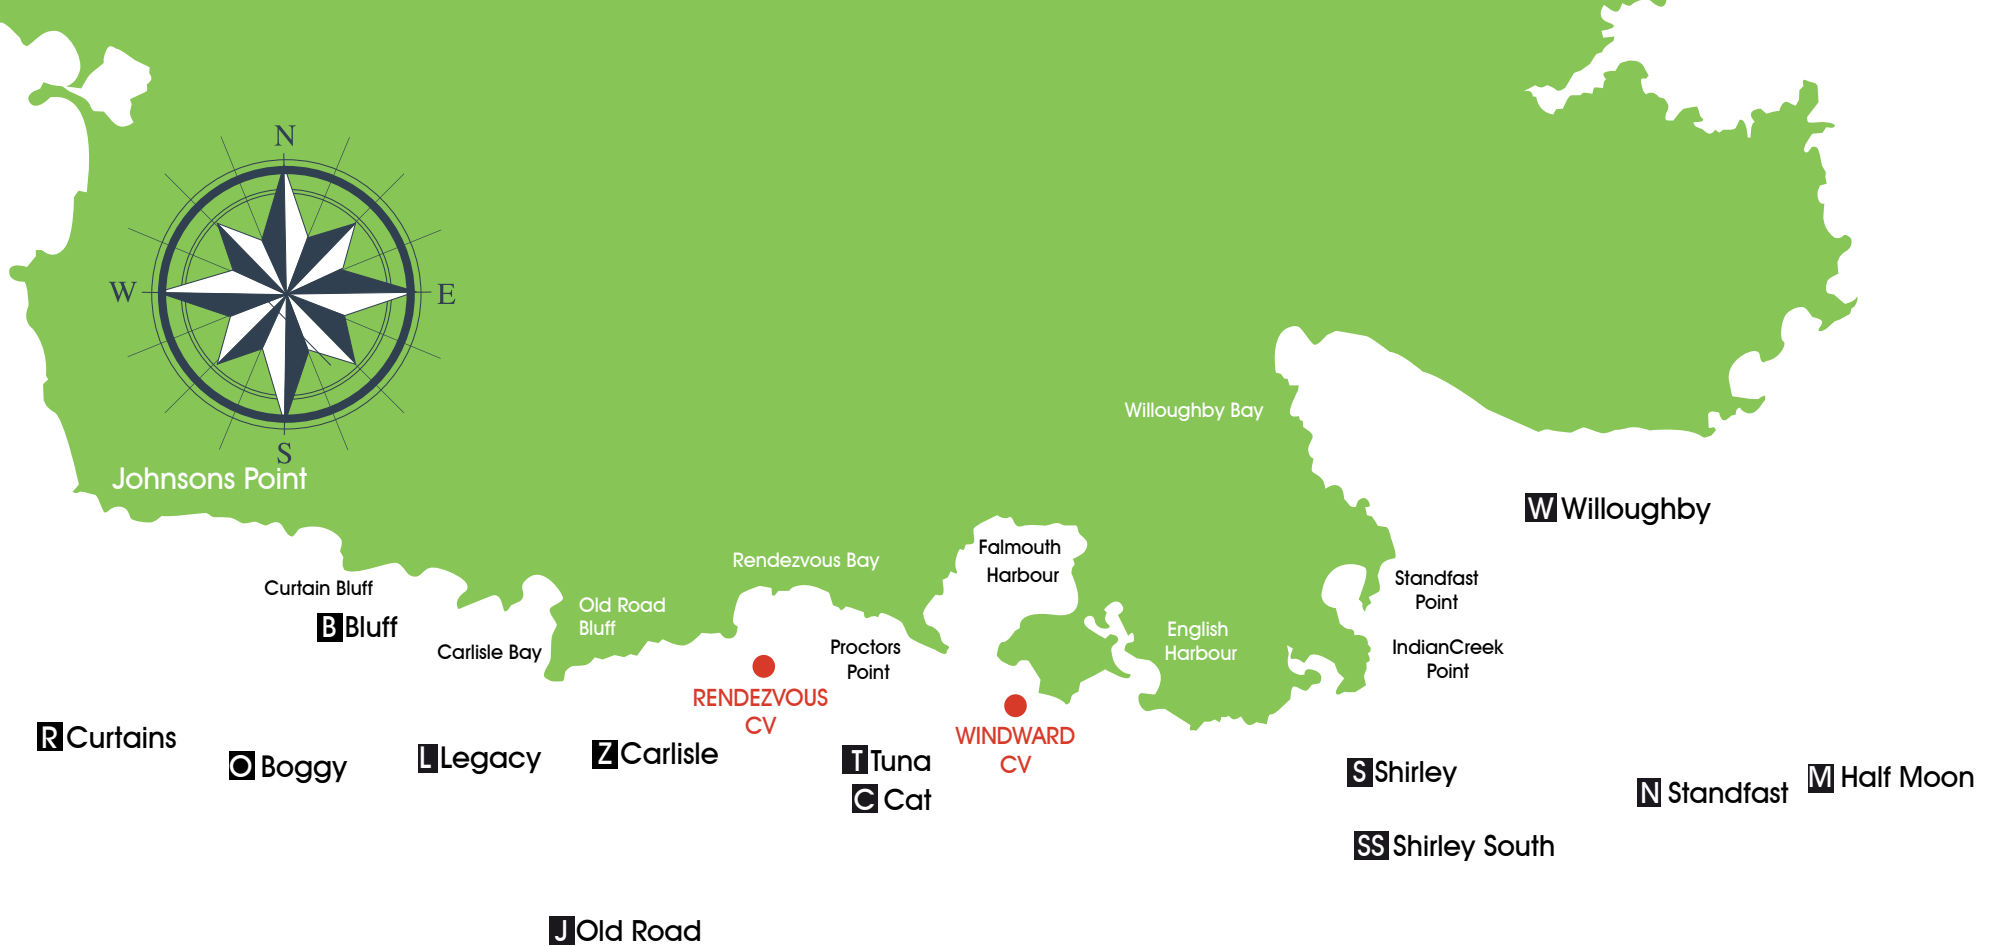 N
W
E
S
Johnsons Point
Willoughby Bay
W Willoughby
Falmouth
Harbour
Rendezvous Bay
Curtain Bluff
B Bluff
Old Road
Bluff
Carlisle Bay
Proctors
Point
English
Harbour
Standfast
Point
IndianCreek
Point
RENDEZVOUS
CV
WINDWARD
CV
R Curtains
O Boggy
L Legacy
Z Carlisle
T Tuna
C Cat
S Shirley
N Standfast
M Half Moon
SS Shirley South
J Old Road